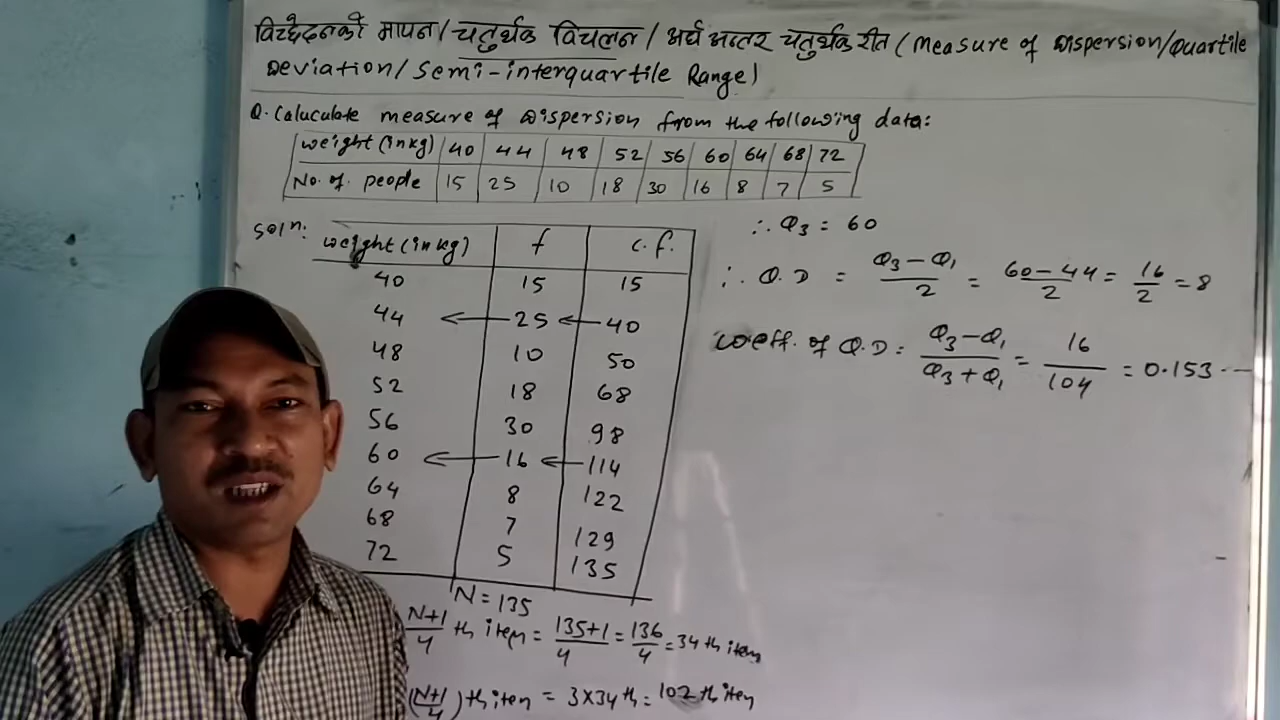 विच्छेदनको मापन/चतुर्थक विचलन/अर्ध अन्तर चतुर्थक रीत (Measure of Dispersion/Quartile
Deviation/Semi-interquartile Range)
Q. Caluculate measure of Dispersion from the following data:
weight (in kg) 40 44 48 52 56 60 64 68 72
No. of. people 15 25 10 18 30 16 8 7 5
Solⁿ:
weight (in kg) f c.f.
40 15 15
44 ← 25 ← 40
48 10 50
52 18 68
56 30 98
60 ← 16 ← 114
64 8 122
68 7 129
72 5 135
N = 135
N+1/4 th item = 135+1/4 = 136/4 = 34 th item
(N+1/4) th iten = 3×34 th = 102 th iten
∴ Q₃ = 60
∴ Q.D = Q₃-Q₁/2 = 60-44/2 = 16/2 = 8
coeff. of Q.D = Q₃-Q₁/Q₃+Q₁ = 16/104 = 0.153 ---